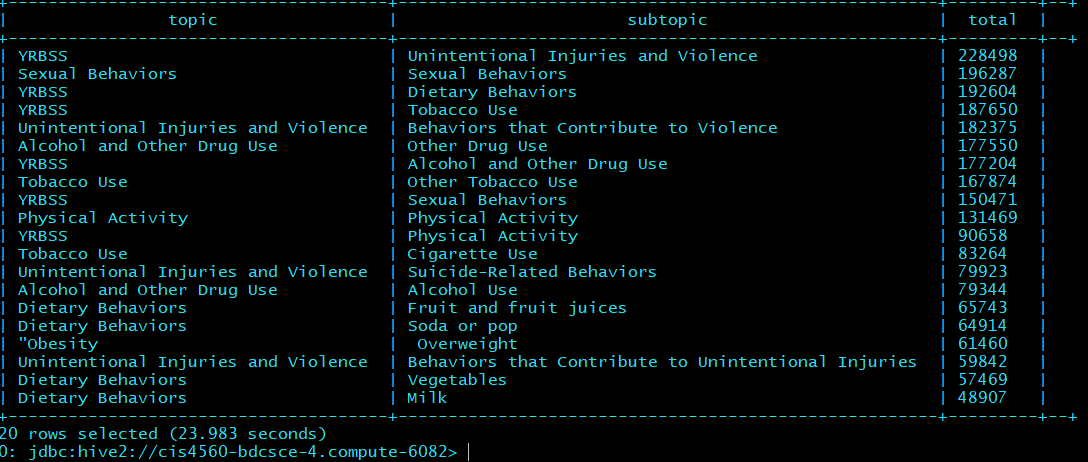 +---------------------------------------+--------------------------------------------------------+---------+--+
| topic | subtopic | total |
+---------------------------------------+--------------------------------------------------------+---------+--+
| YRBSS | Unintentional Injuries and Violence | 228498 |
| Sexual Behaviors | Sexual Behaviors | 196287 |
| YRBSS | Dietary Behaviors | 192604 |
| YRBSS | Tobacco Use | 187650 |
| Unintentional Injuries and Violence | Behaviors that Contribute to Violence | 182375 |
| Alcohol and Other Drug Use | Other Drug Use | 177550 |
| YRBSS | Alcohol and Other Drug Use | 177204 |
| Tobacco Use | Other Tobacco Use | 167874 |
| YRBSS | Sexual Behaviors | 150471 |
| Physical Activity | Physical Activity | 131469 |
| YRBSS | Physical Activity | 90658 |
| Tobacco Use | Cigarette Use | 83264 |
| Unintentional Injuries and Violence | Suicide-Related Behaviors | 79923 |
| Alcohol and Other Drug Use | Alcohol Use | 79344 |
| Dietary Behaviors | Fruit and fruit juices | 65743 |
| Dietary Behaviors | Soda or pop | 64914 |
| "Obesity | Overweight | 61460 |
| Unintentional Injuries and Violence | Behaviors that Contribute to Unintentional Injuries | 59842 |
| Dietary Behaviors | Vegetables | 57469 |
| Dietary Behaviors | Milk | 48907 |
+---------------------------------------+--------------------------------------------------------+---------+--+
20 rows selected (23.983 seconds)
0: jdbc:hive2://cis4560-bdcsce-4.compute-6082>